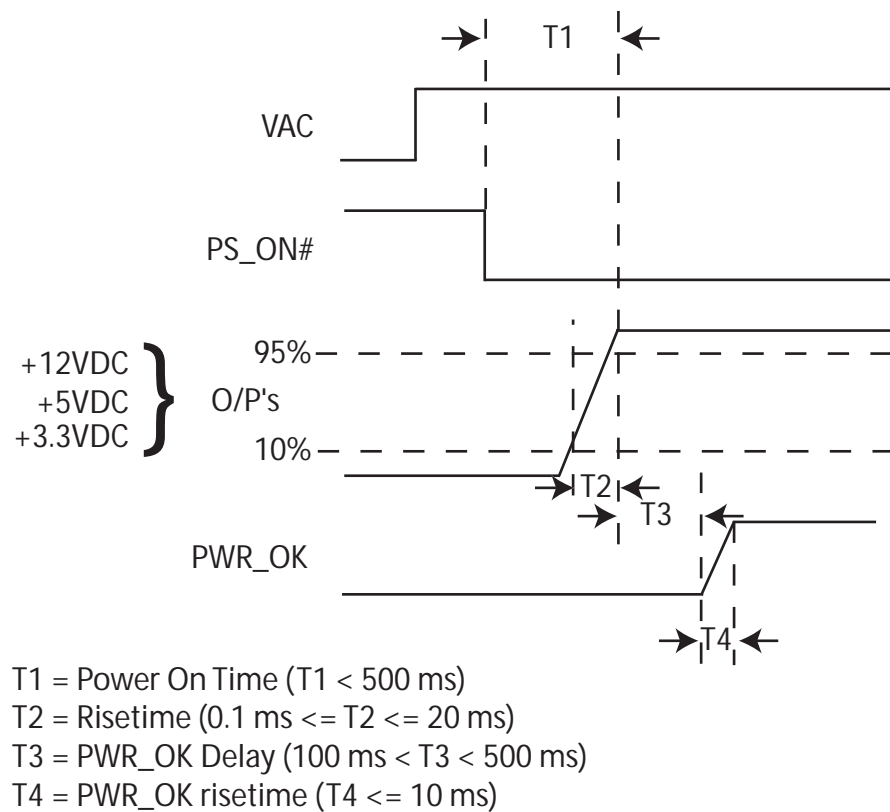 T1
VAC
PS_ON#
+12VDC
+5VDC
+3.3VDC
}
95%
O/P's
10%
T2
T3
PWR_OK
T4
T1 = Power On Time (T1 < 500 ms)
T2 = Risetime (0.1 ms <= T2 <= 20 ms)
T3 = PWR_OK Delay (100 ms < T3 < 500 ms)
T4 = PWR_OK risetime (T4 <= 10 ms)